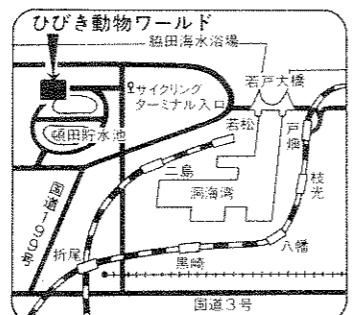 ひびき動物ワールド
脇田海水浴場
サイクリング
ターミナル入口
若戸大橋
頓田貯水池
若松
戸畑
二島
洞海湾
枝光
国道199号
折尾
黒崎
八幡
国道3号